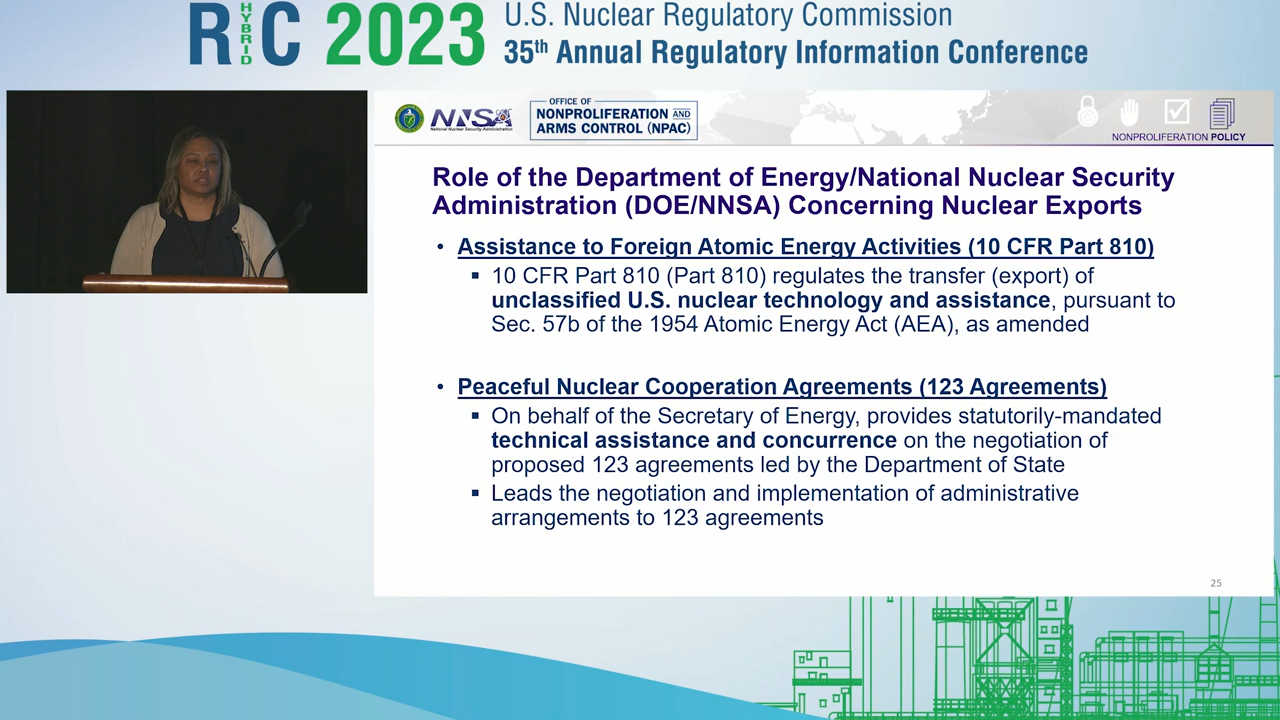 RIC 2023
HYBRID
U.S. Nuclear Regulatory Commission
35th Annual Regulatory Information Conference
NNSA
National Nuclear Security Administration
OFFICE OF
NONPROLIFERATION AND
ARMS CONTROL (NPAC)
NONPROLIFERATION POLICY
Role of the Department of Energy/National Nuclear Security
Administration (DOE/NNSA) Concerning Nuclear Exports
• Assistance to Foreign Atomic Energy Activities (10 CFR Part 810)
▪ 10 CFR Part 810 (Part 810) regulates the transfer (export) of
unclassified U.S. nuclear technology and assistance, pursuant to
Sec. 57b of the 1954 Atomic Energy Act (AEA), as amended
• Peaceful Nuclear Cooperation Agreements (123 Agreements)
▪ On behalf of the Secretary of Energy, provides statutorily-mandated
technical assistance and concurrence on the negotiation of
proposed 123 agreements led by the Department of State
▪ Leads the negotiation and implementation of administrative
arrangements to 123 agreements
25